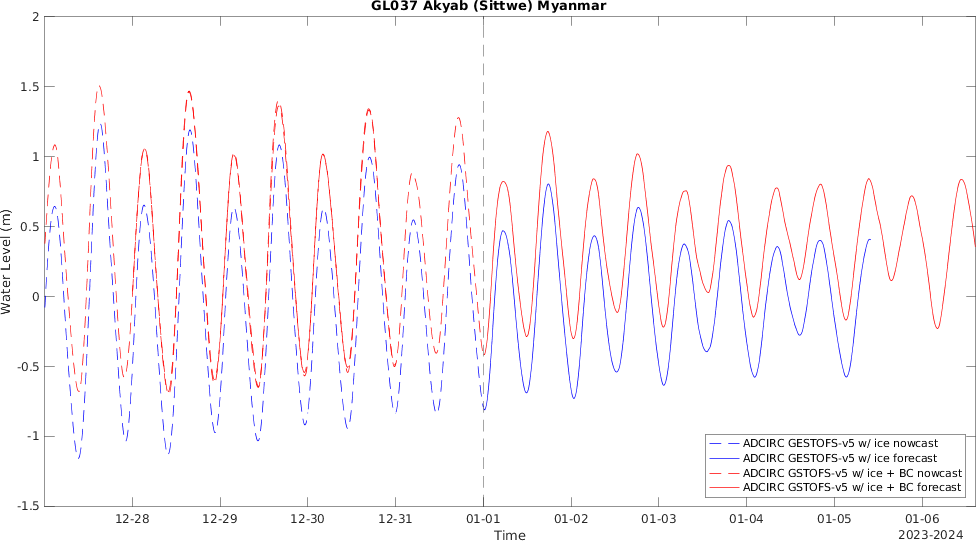 GL037 Akyab (Sittwe) Myanmar
2
1.5
1
0.5
0
-0.5
-1
-1.5
Water Level (m)
12-28 12-29 12-30 12-31 01-01 01-02 01-03 01-04 01-05 01-06
Time
2023-2024
ADCIRC GESTOFS-v5 w/ ice nowcast
ADCIRC GESTOFS-v5 w/ ice forecast
ADCIRC GSTOFS-v5 w/ ice + BC nowcast
ADCIRC GSTOFS-v5 w/ ice + BC forecast